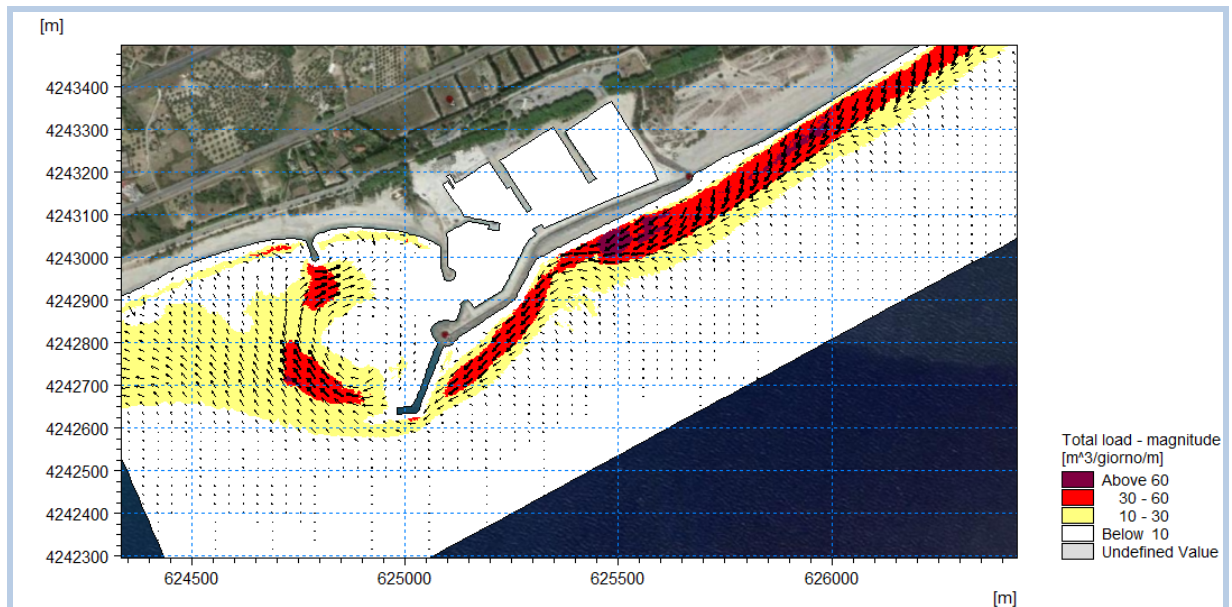 [m]
4243400
4243300
4243200
4243100
4243000
4242900
4242800
4242700
4242600
4242500
4242400
4242300
624500 625000 625500 626000
[m]
Total load - magnitude
[m^3/giorno/m]
Above 60
30 - 60
10 - 30
Below 10
Undefined Value